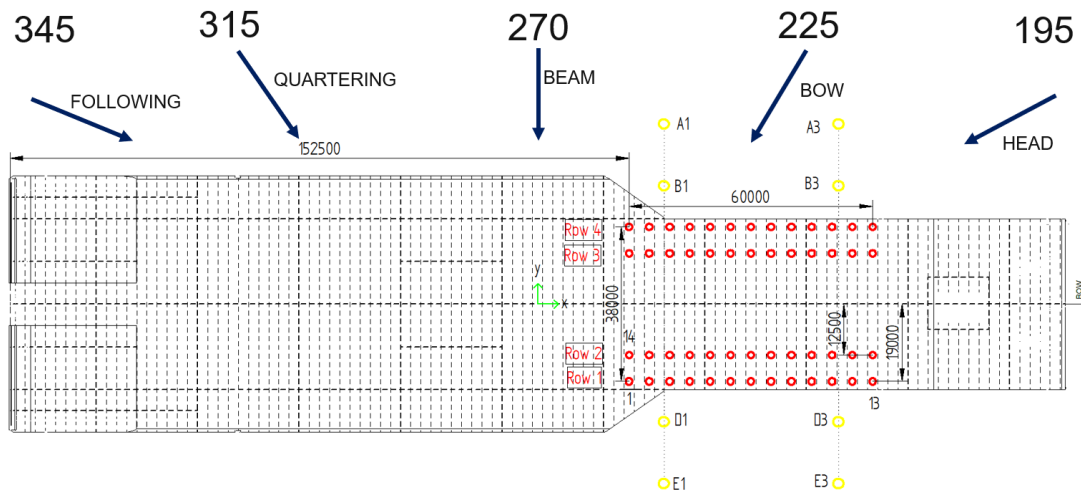 345
315
270
225
195
FOLLOWING
QUARTERING
BEAM
BOW
HEAD
152500
A1
A3
B1
B3
60000
Row 4
Row 3
y
x
38000
12500
19000
BOW
14
Row 2
Row 1
1
13
D1
D3
E1
E3